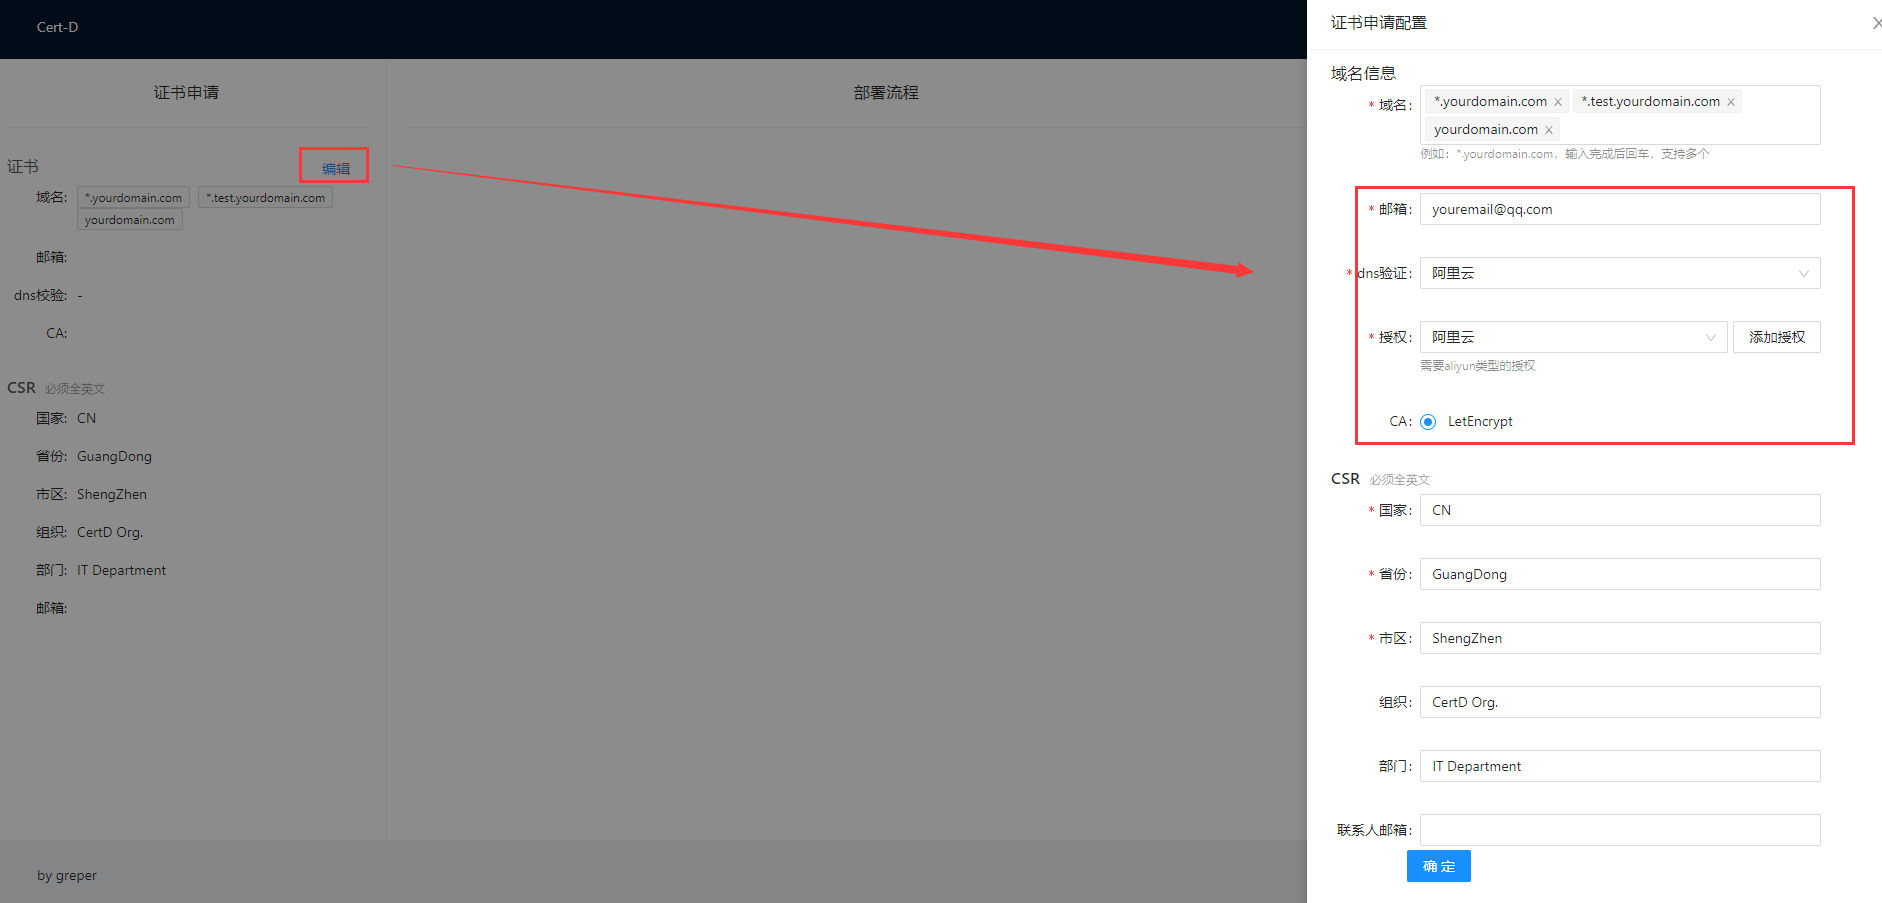 Cert-D
证书申请
部署流程
证书
编辑
域名:
*.yourdomain.com
*.test.yourdomain.com
yourdomain.com
邮箱:
dns校验: -
CA:
CSR 必须全英文
国家: CN
省份: GuangDong
市区: ShengZhen
组织: CertD Org.
部门: IT Department
邮箱:
by greper
证书申请配置
域名信息
* 域名:
*.yourdomain.com
*.test.yourdomain.com
yourdomain.com
例如：*.yourdomain.com，输入完成后回车，支持多个
* 邮箱: youremail@qq.com
* dns验证: 阿里云
* 授权: 阿里云 添加授权
需要aliyun类型的授权
CA: LetEncrypt
CSR 必须全英文
* 国家: CN
* 省份: GuangDong
* 市区: ShengZhen
组织: CertD Org.
部门: IT Department
联系人邮箱:
确 定